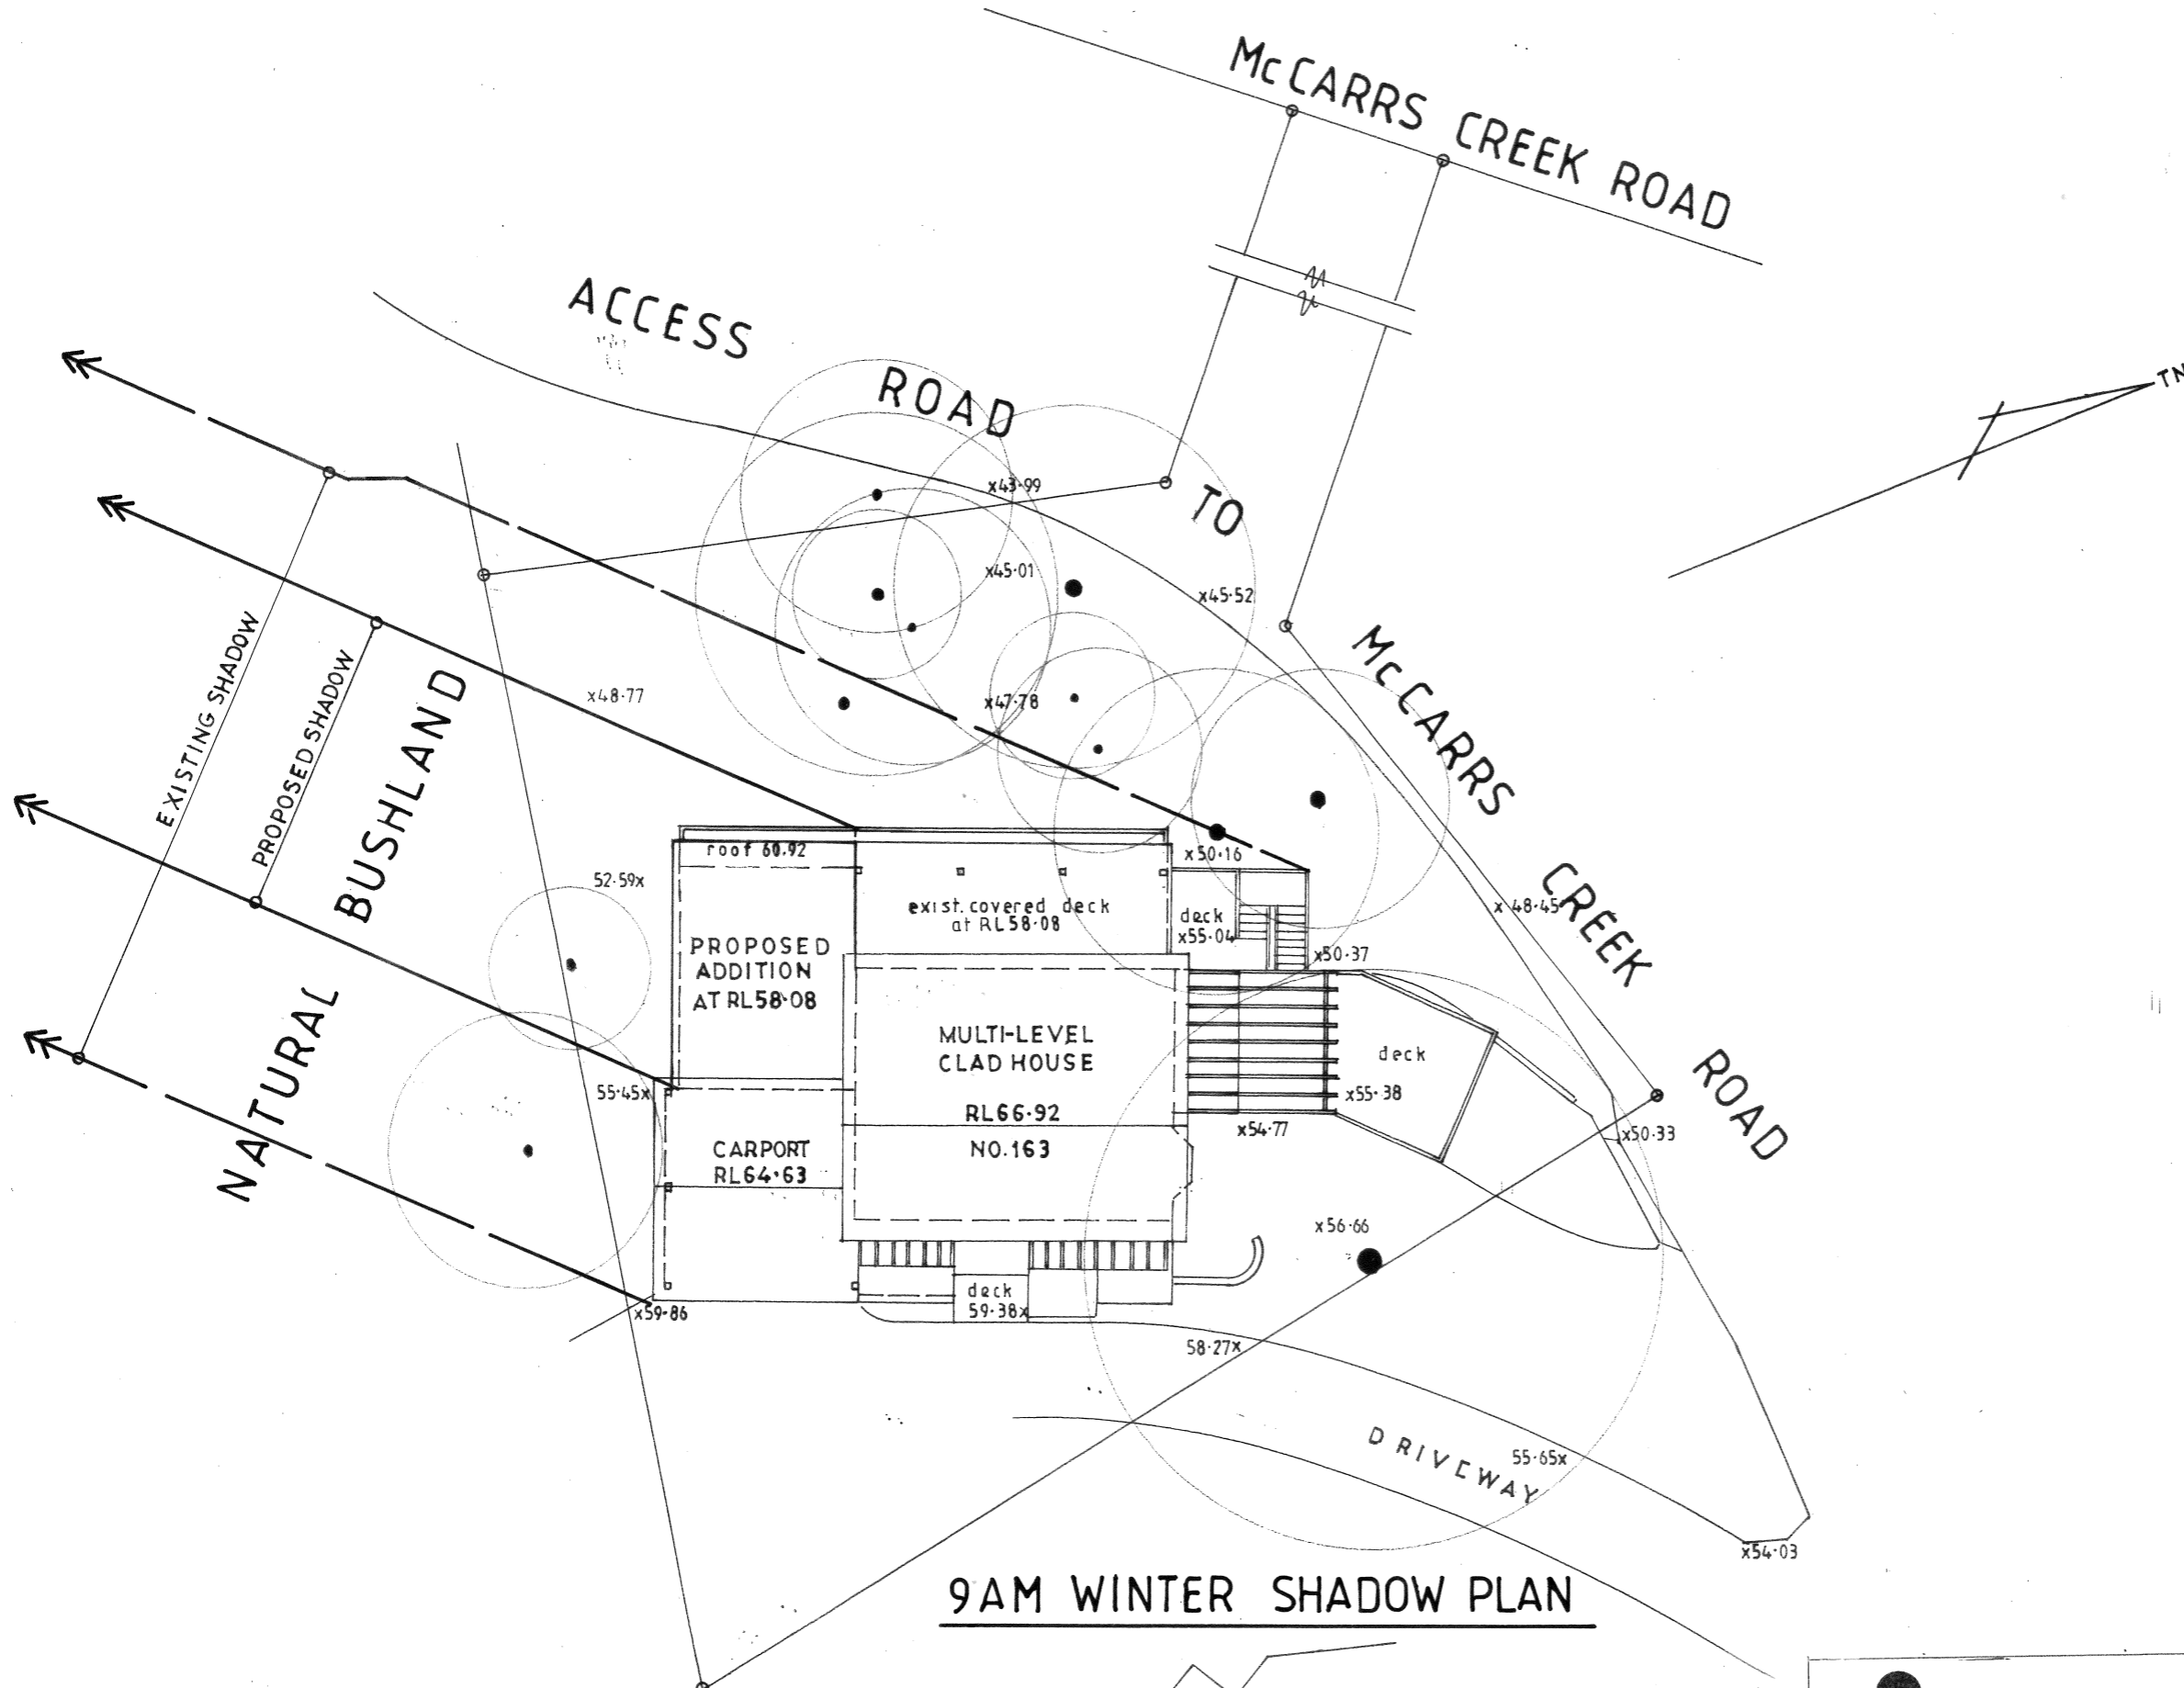 McCARRS CREEK ROAD
ACCESS ROAD TO McCARRS CREEK ROAD
TN
x43·99
x45·01
x45·52
x48·77
x47·78
EXISTING SHADOW
PROPOSED SHADOW
NATURAL BUSHLAND
roof 60.92
x50·16
52·59x
exist. covered deck
at RL58·08
deck
x55·04
x48·45
PROPOSED
ADDITION
AT RL58·08
x50·37
MULTI-LEVEL
CLAD HOUSE
deck
55·45x
x55·38
RL66·92
x54·77
x50·33
CARPORT
RL64·63
NO.163
x56·66
deck
59·38x
x59·86
58·27x
DRIVEWAY
55·65x
x54·03
9AM WINTER SHADOW PLAN